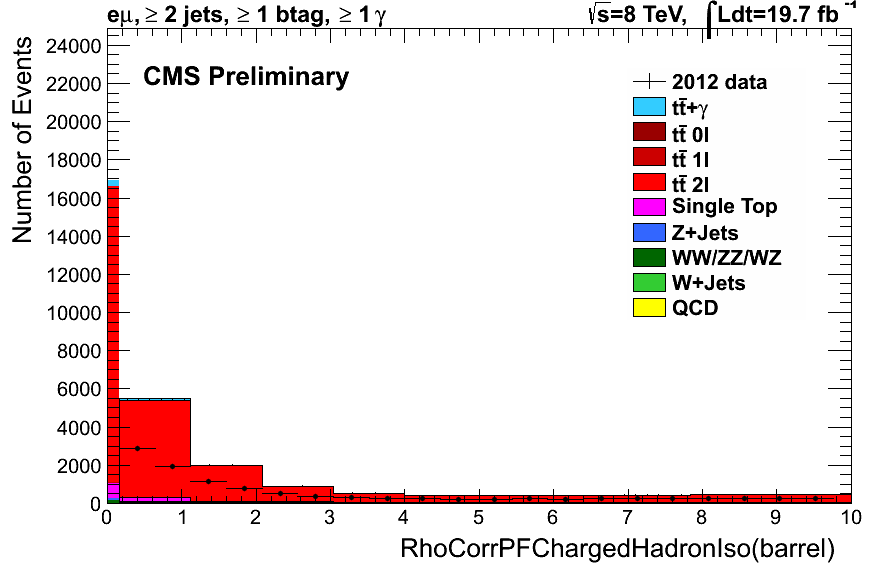 eμ, ≥ 2 jets, ≥ 1 btag, ≥ 1 γ √s=8 TeV, ∫Ldt=19.7 fb⁻¹
CMS Preliminary
2012 data
tt̄+γ
tt̄ 0l
tt̄ 1l
tt̄ 2l
Single Top
Z+Jets
WW/ZZ/WZ
W+Jets
QCD
Number of Events
24000
22000
20000
18000
16000
14000
12000
10000
8000
6000
4000
2000
0
0 1 2 3 4 5 6 7 8 9 10
RhoCorrPFChargedHadronIso(barrel)